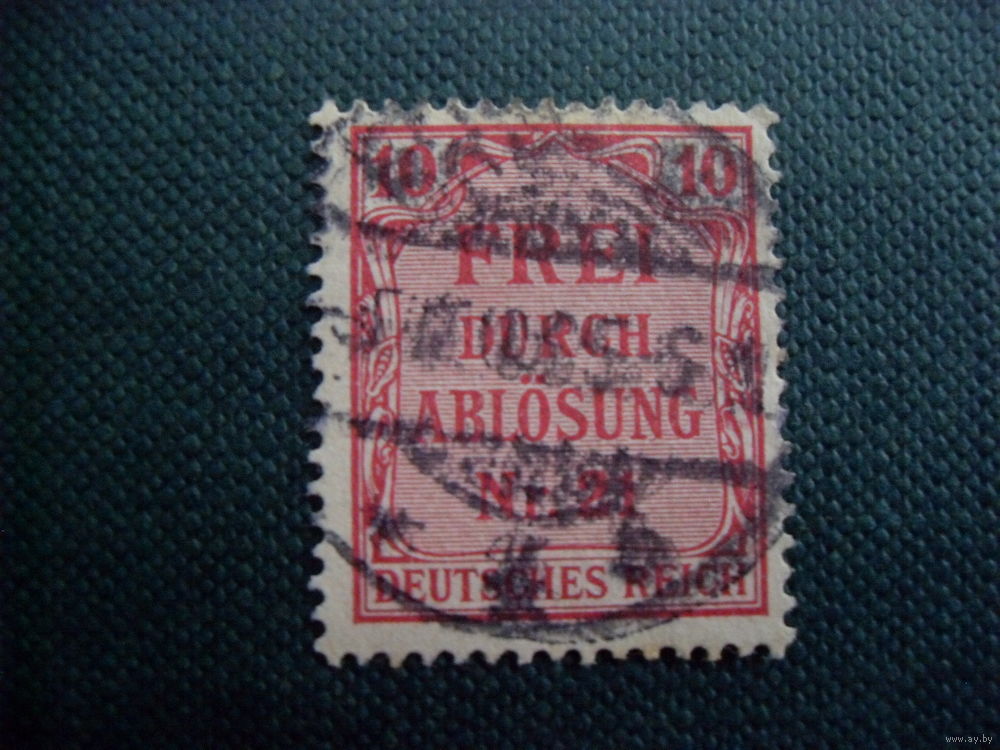 10 10
FREI
DURCH
ABLÖSUNG
Nr. 21
DEUTSCHES REICH
www.ay.by